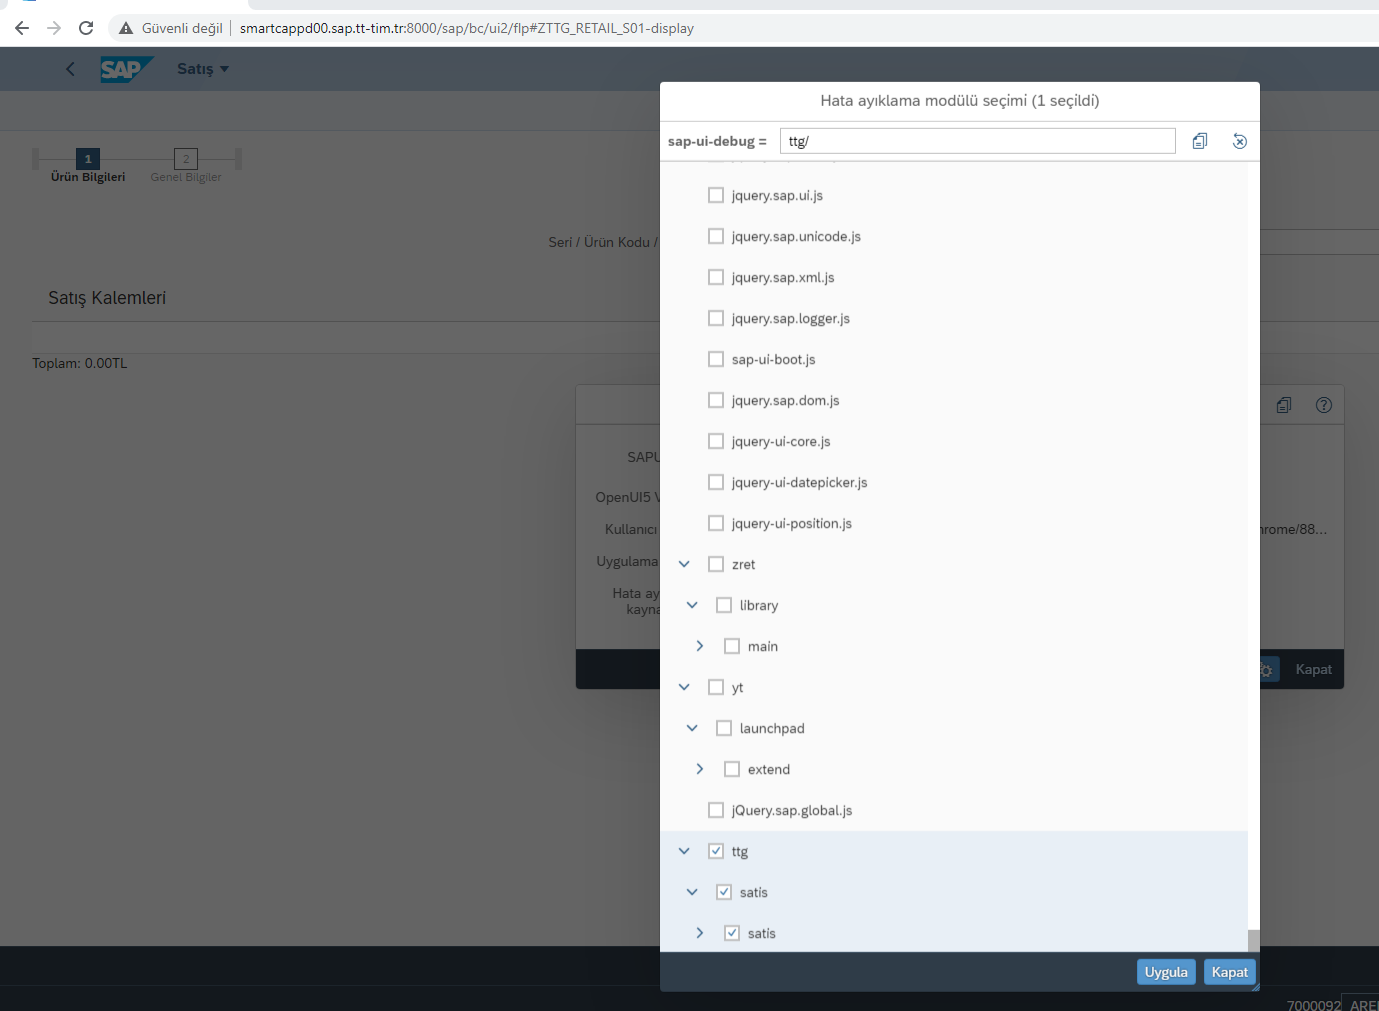 Güvenli değil
smartcappd00.sap.tt-tim.tr:8000/sap/bc/ui2/flp#ZTTG_RETAIL_S01-display
SAP
Satış
Hata ayıklama modülü seçimi (1 seçildi)
sap-ui-debug =
ttg/
1
2
Ürün Bilgileri
Genel Bilgiler
Seri / Ürün Kodu /
Satış Kalemleri
Toplam: 0.00TL
jquery.sap.ui.js
jquery.sap.unicode.js
jquery.sap.xml.js
jquery.sap.logger.js
sap-ui-boot.js
jquery.sap.dom.js
jquery-ui-core.js
jquery-ui-datepicker.js
jquery-ui-position.js
zret
library
main
yt
launchpad
extend
jQuery.sap.global.js
ttg
satis
satis
SAPU
OpenUI5 V
Kullanıcı
hrome/88...
Uygulama
Hata ay
kayna
Kapat
Uygula
Kapat
7000092
ARE